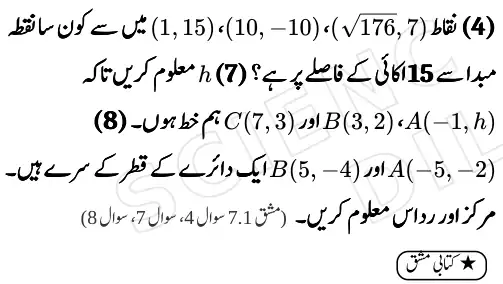 (4) نقاط (√176, 7)، (10, −10)، (1, 15) میں سے کون سا نقطہ
مبدا سے 15 اکائی کے فاصلے پر ہے؟ (7) h معلوم کریں تاکہ
A(−1, h)، B(3, 2) اور C(7, 3) ہم خط ہوں۔ (8)
A(−5, −2) اور B(5, −4) ایک دائرے کے قطر کے سرے ہیں۔
مرکز اور رداس معلوم کریں۔ (مشق 7.1 سوال 4، سوال 7، سوال 8)
★ کتابی مشق